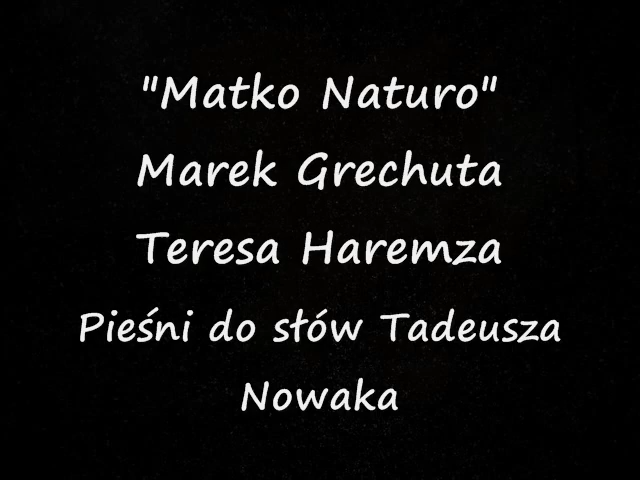 "Matko Naturo"
Marek Grechuta
Teresa Haremza
Pieśni do słów Tadeusza
Nowaka